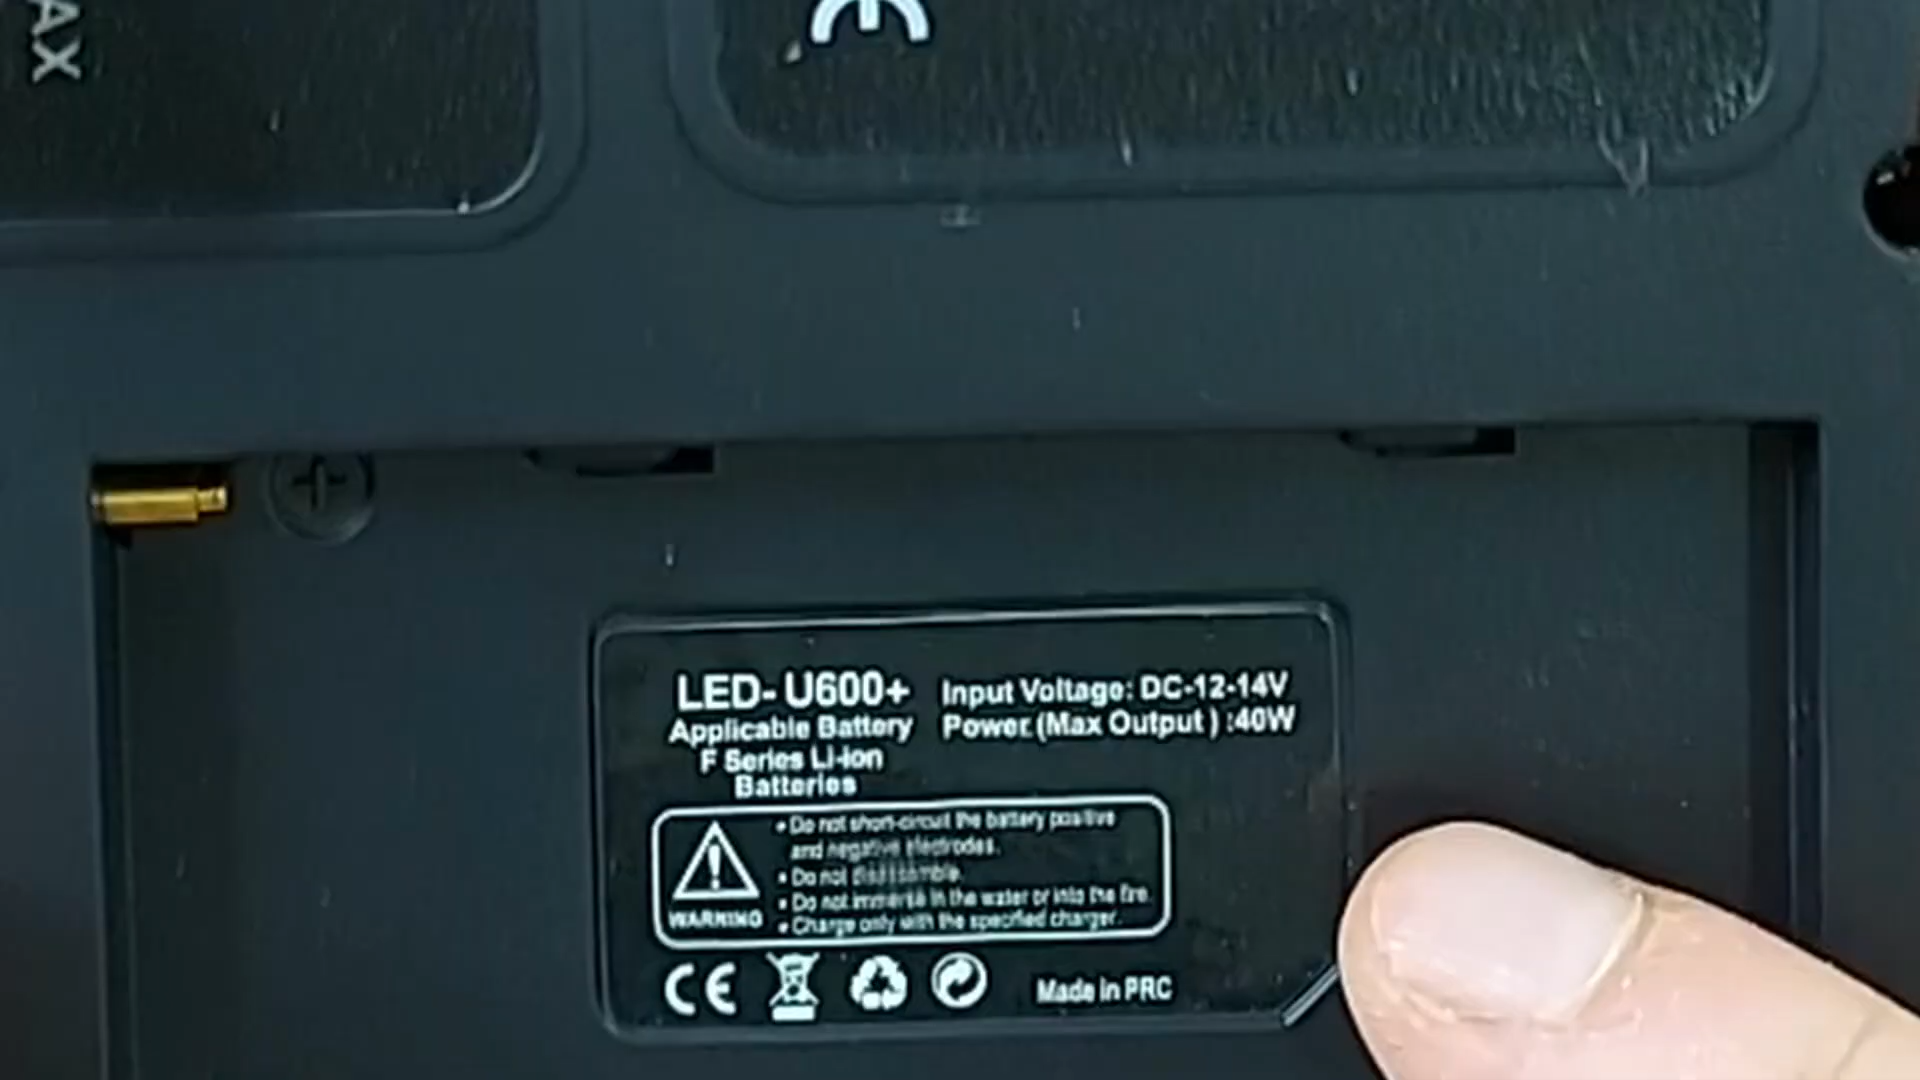 AX
CE
LED-U600+
Applicable Battery
F Series Li-ion
Batteries
Input Voltage: DC-12-14V
Power (Max Output) :40W
WARNING
• Do not short-circuit the battery positive
and negative electrodes.
• Do not disassemble.
• Do not immerse in the water or into the fire.
• Charge only with the specified charger.
CE
Made in PRC